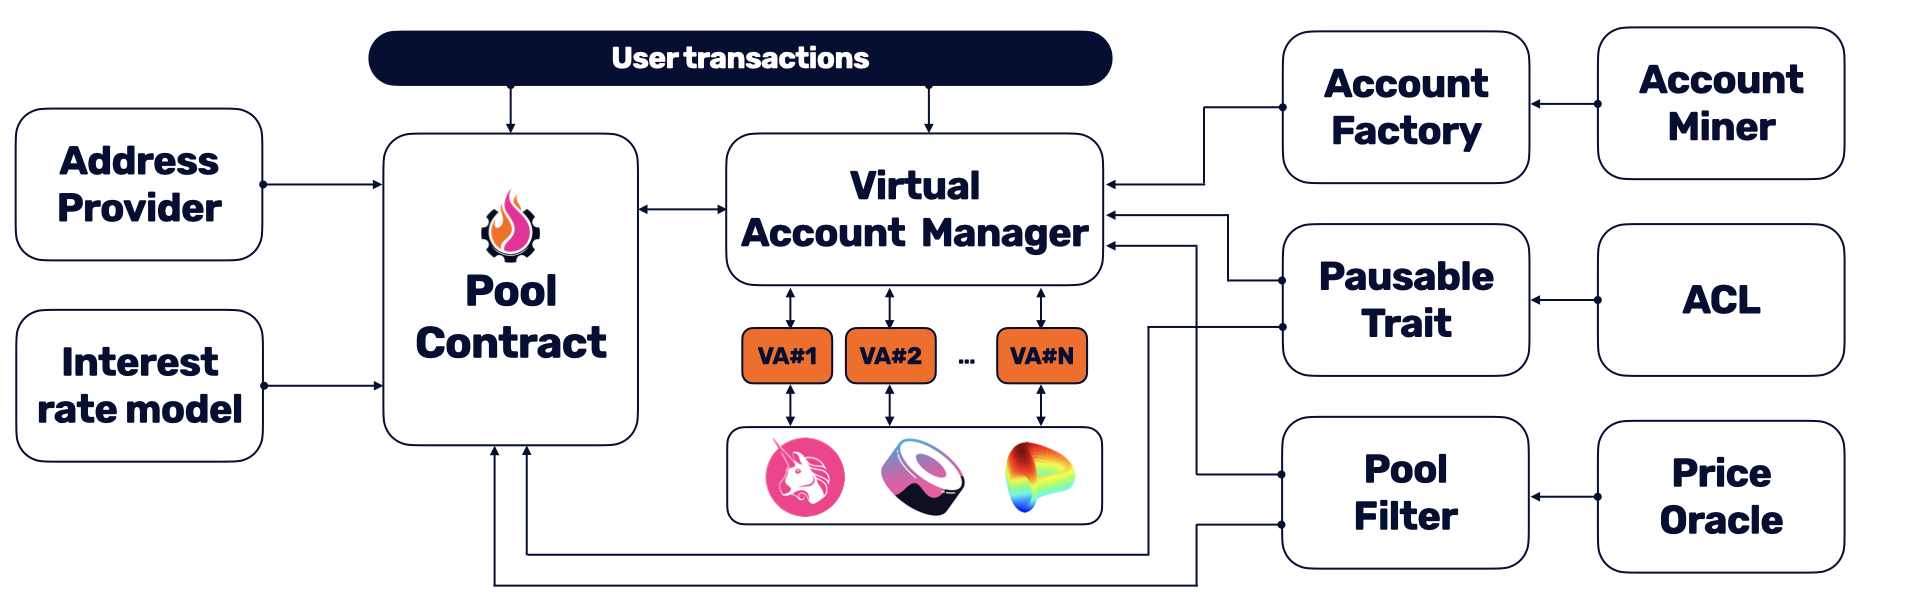 User transactions
Address
Provider
Interest
rate model
Pool
Contract
Virtual
Account Manager
VA#1
VA#2
...
VA#N
Account
Factory
Account
Miner
Pausable
Trait
ACL
Pool
Filter
Price
Oracle